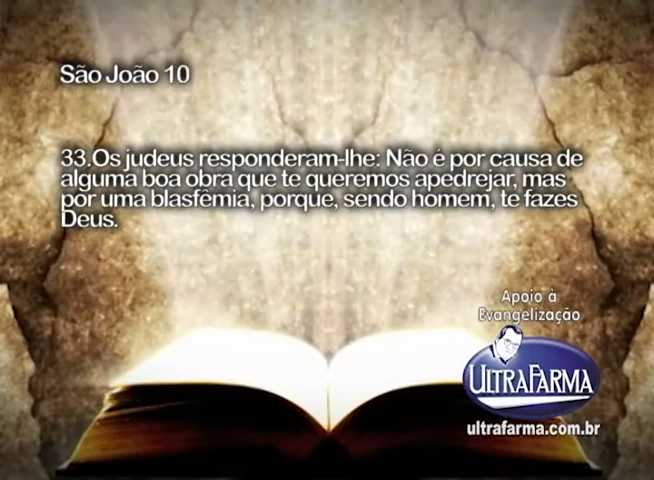 São João 10
33.Os judeus responderam-lhe: Não é por causa de
alguma boa obra que te queremos apedrejar, mas
por uma blasfêmia, porque, sendo homem, te fazes
Deus.
Apoio à
Evangelização
ULTRAFARMA
ultrafarma.com.br